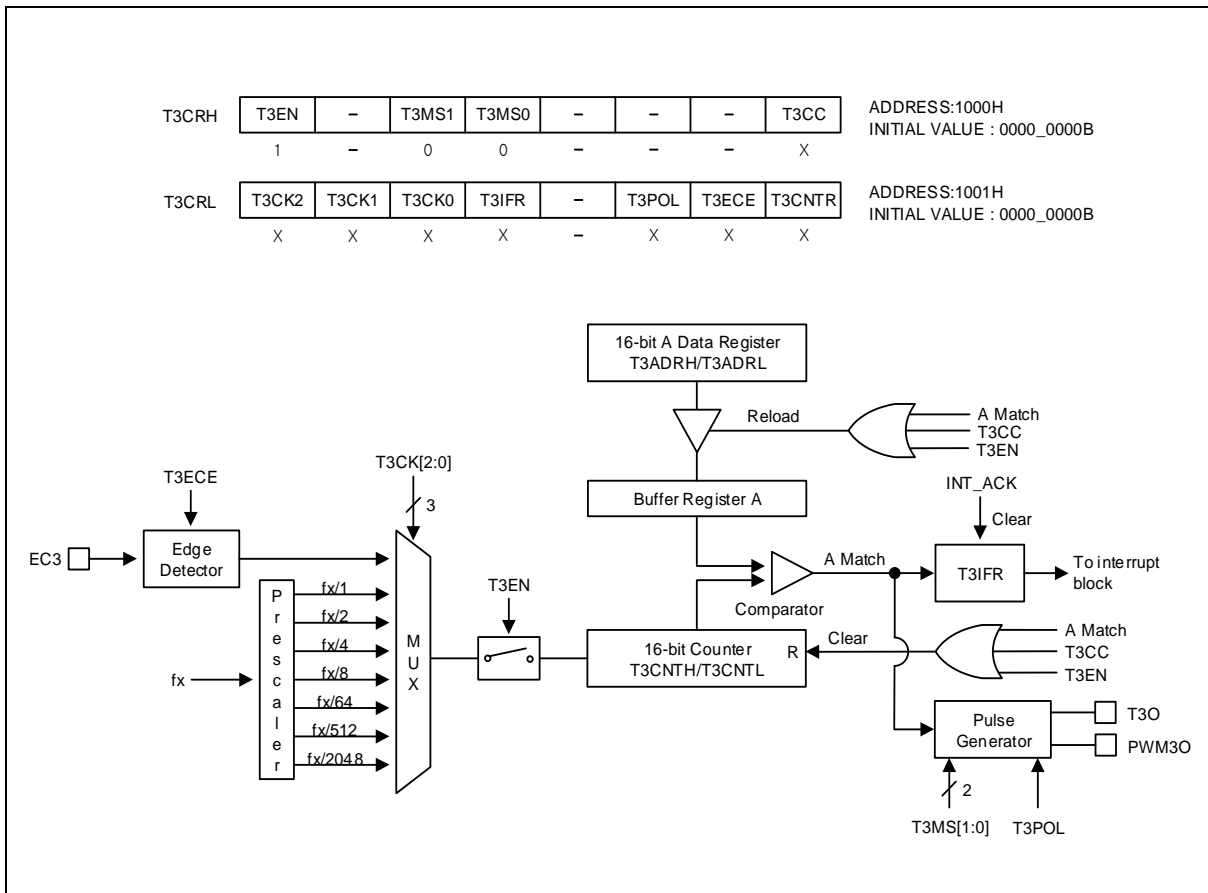 T3CRH T3EN – T3MS1 T3MS0 – – – T3CC ADDRESS:1000H
INITIAL VALUE : 0000_0000B
1 – 0 0 – – – X
T3CRL T3CK2 T3CK1 T3CK0 T3IFR – T3POL T3ECE T3CNTR ADDRESS:1001H
INITIAL VALUE : 0000_0000B
X X X X – X X X
16-bit A Data Register
T3ADRH/T3ADRL
Reload
A Match
T3CC
T3EN
T3CK[2:0]
3
T3ECE
Buffer Register A
INT_ACK
Clear
EC3
Edge
Detector
A Match
T3IFR
To interrupt
block
Comparator
Prescaler
fx
fx/1
fx/2
fx/4
fx/8
fx/64
fx/512
fx/2048
MUX
T3EN
16-bit Counter
T3CNTH/T3CNTL
R
Clear
A Match
T3CC
T3EN
Pulse
Generator
T3O
PWM3O
2
T3MS[1:0]
T3POL